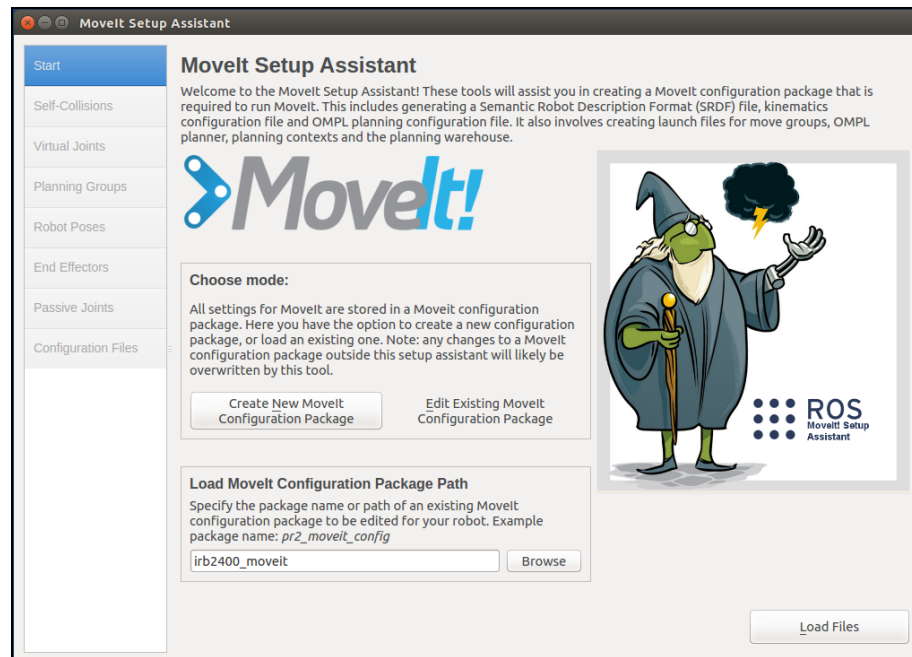 MoveIt Setup Assistant
Start
Self-Collisions
Virtual Joints
Planning Groups
Robot Poses
End Effectors
Passive Joints
Configuration Files
MoveIt Setup Assistant
Welcome to the MoveIt Setup Assistant! These tools will assist you in creating a MoveIt configuration package that is
required to run MoveIt. This includes generating a Semantic Robot Description Format (SRDF) file, kinematics
configuration file and OMPL planning configuration file. It also involves creating launch files for move groups, OMPL
planner, planning contexts and the planning warehouse.
MoveIt!
Choose mode:
All settings for MoveIt are stored in a Moveit configuration
package. Here you have the option to create a new configuration
package, or load an existing one. Note: any changes to a MoveIt
configuration package outside this setup assistant will likely be
overwritten by this tool.
Create New MoveIt
Configuration Package
Edit Existing MoveIt
Configuration Package
ROS
MoveIt! Setup
Assistant
Load MoveIt Configuration Package Path
Specify the package name or path of an existing MoveIt
configuration package to be edited for your robot. Example
package name: pr2_moveit_config
irb2400_moveit
Browse
Load Files